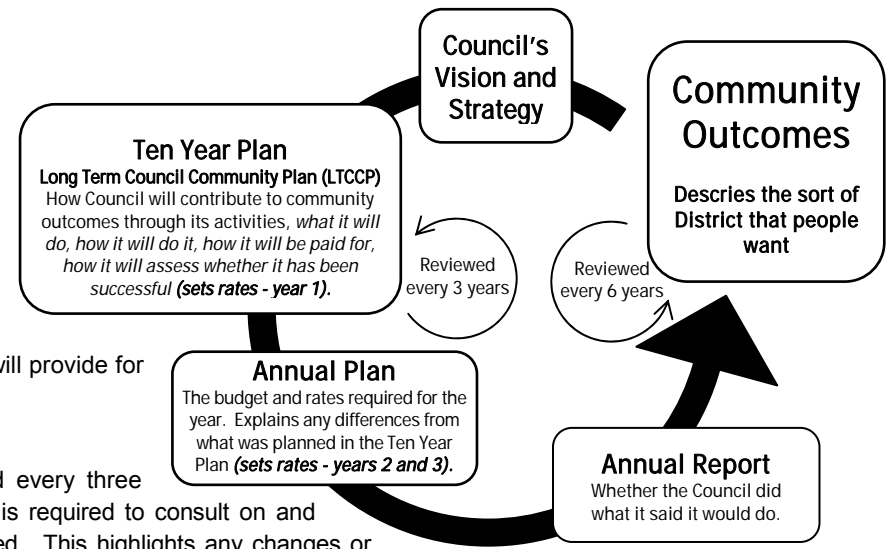 Council's
Vision and
Strategy
Community
Outcomes
Descries the sort of
District that people
want
Ten Year Plan
Long Term Council Community Plan (LTCCP)
How Council will contribute to community
outcomes through its activities, what it will
do, how it will do it, how it will be paid for,
how it will assess whether it has been
successful (sets rates - year 1).
Reviewed
every 3 years
Reviewed
every 6 years
will provide for
Annual Plan
The budget and rates required for the
year. Explains any differences from
what was planned in the Ten Year
Plan (sets rates - years 2 and 3).
Annual Report
Whether the Council did
what it said it would do.
every three
is required to consult on and
This highlights any changes or